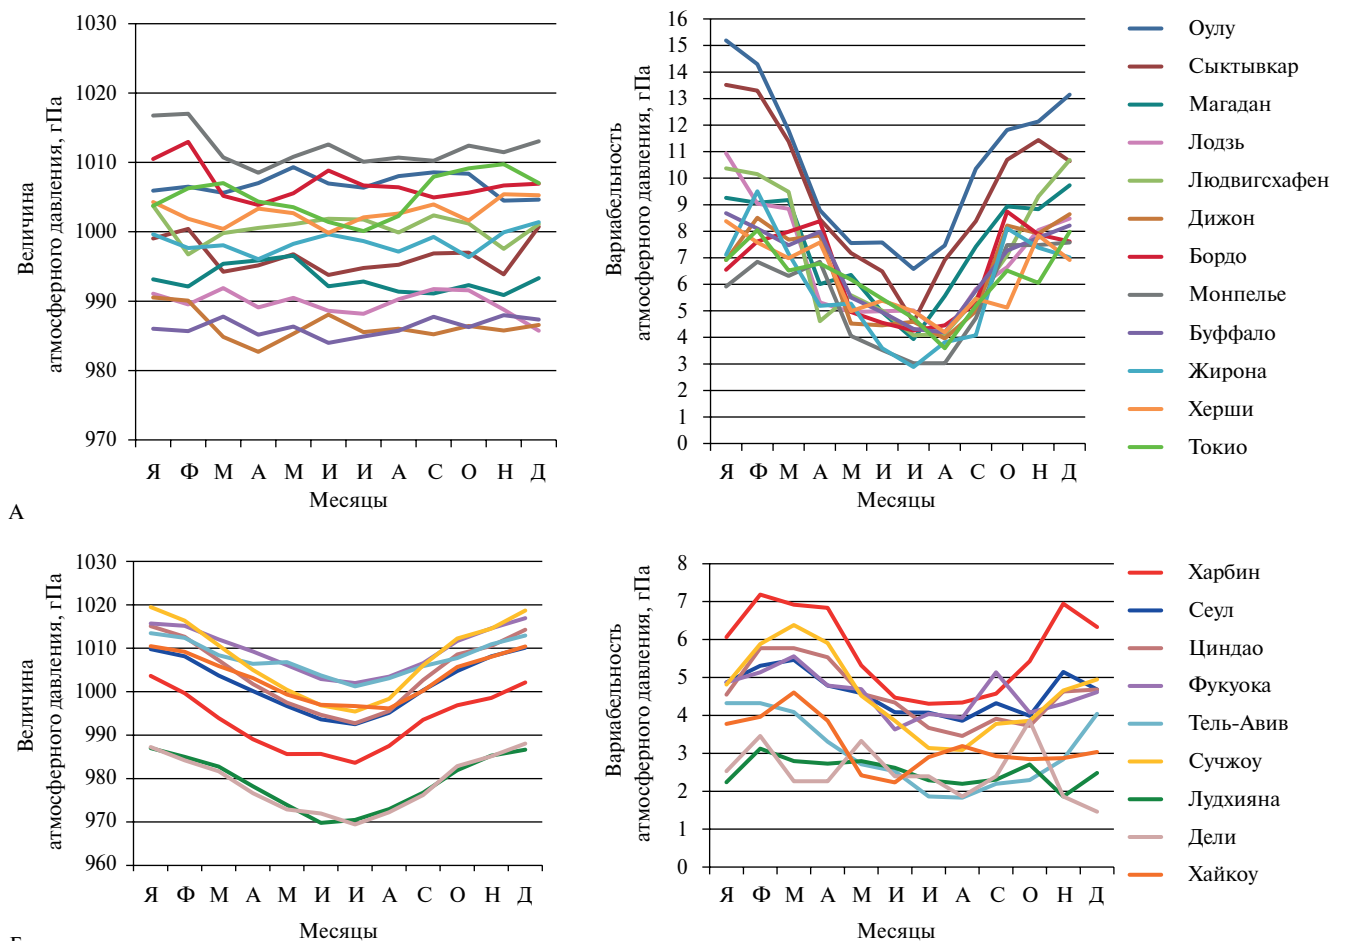 Величина
атмосферного давления, гПа
1030
1020
1010
1000
990
980
970
Я Ф М А М И И А С О Н Д
Месяцы
А
Вариабельность
атмосферного давления, гПа
16
15
14
13
12
11
10
9
8
7
6
5
4
3
2
1
0
Я Ф М А М И И А С О Н Д
Месяцы
Оулу
Сыктывкар
Магадан
Лодзь
Людвигсхафен
Дижон
Бордо
Монпелье
Буффало
Жирона
Херши
Токио
Величина
атмосферного давления, гПа
1030
1020
1010
1000
990
980
970
960
Я Ф М А М И И А С О Н Д
Месяцы
Вариабельность
атмосферного давления, гПа
8
7
6
5
4
3
2
1
0
Я Ф М А М И И А С О Н Д
Месяцы
Харбин
Сеул
Циндао
Фукуока
Тель-Авив
Сучжоу
Лудхияна
Дели
Хайкоу